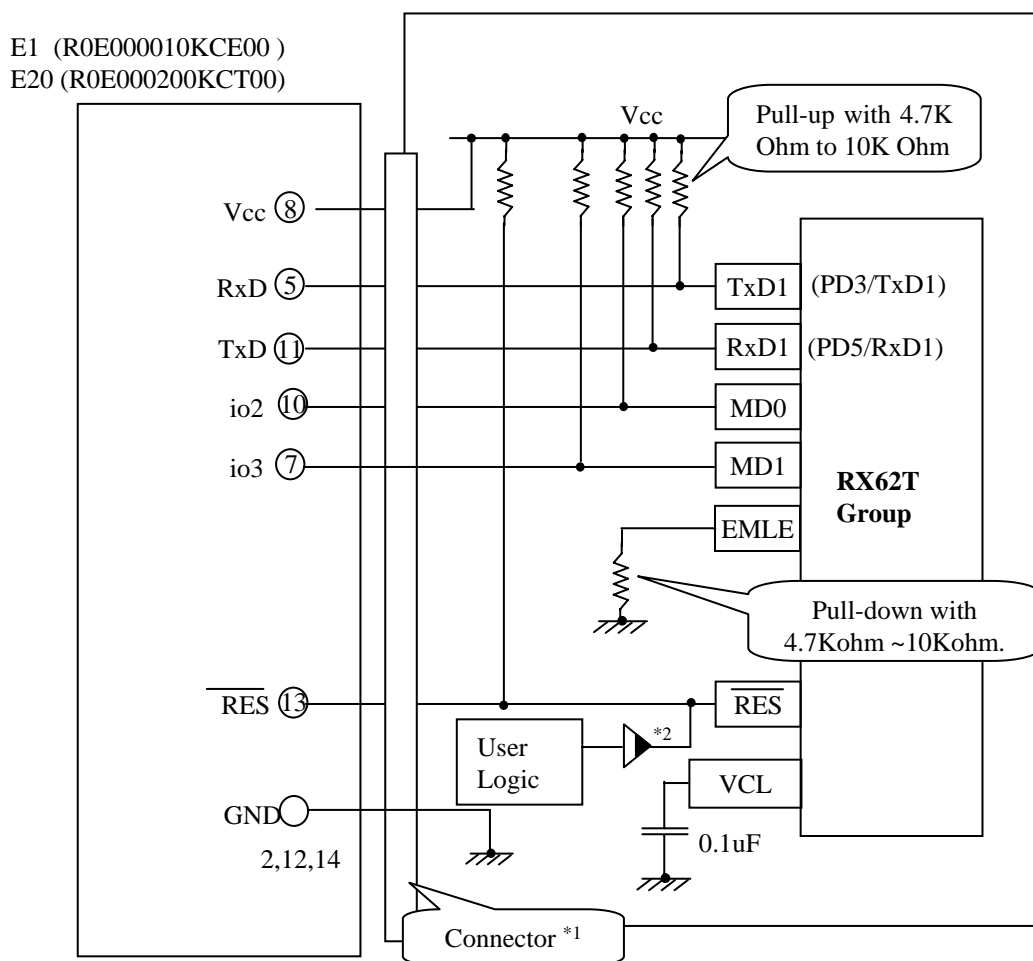 E1 (R0E000010KCE00 )
E20 (R0E000200KCT00)
Vcc
Pull-up with 4.7K
Ohm to 10K Ohm
Vcc 8
RxD 5
TxD1 (PD3/TxD1)
TxD 11
RxD1 (PD5/RxD1)
io2 10
MD0
io3 7
MD1
RX62T
Group
EMLE
Pull-down with
4.7Kohm ~10Kohm.
RES 13
RES
User
Logic
*2
VCL
GND
2,12,14
0.1uF
Connector *1